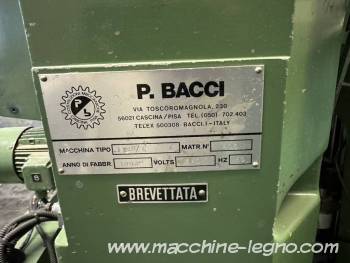 P. BACCI
VIA TOSCOROMAGNOLA, 230
56021 CASCINA/PISA TEL. (050) 702.403
TELEX 500308 BACCI.I-ITALY
MACCHINA TIPO MATR. N°
ANNO DI FABBR. VOLTS HZ
BREVETTATA
www.macchine-legno.com